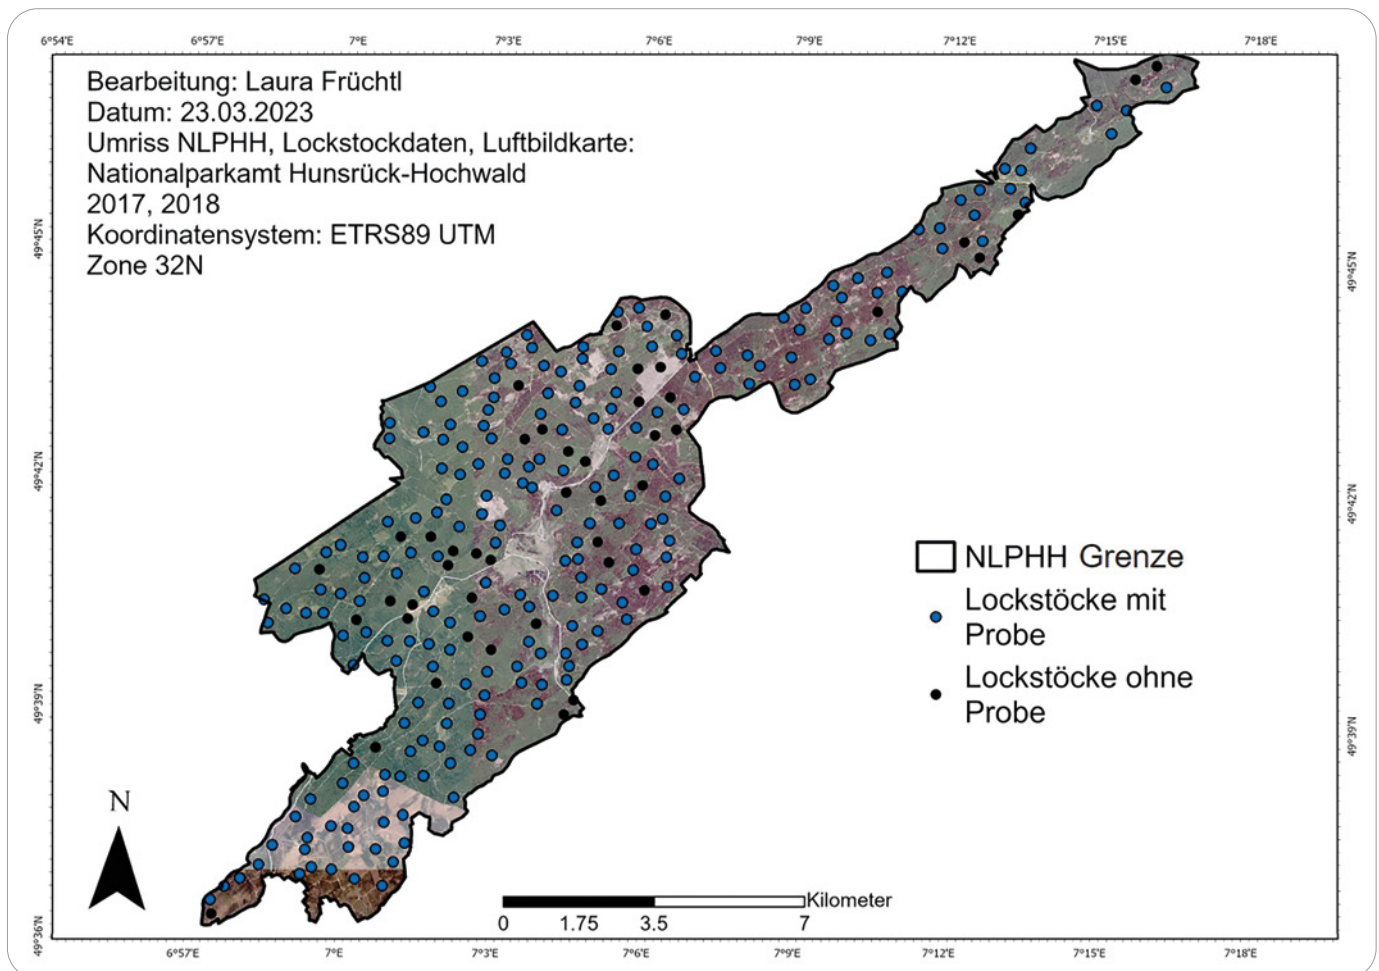 6°54'E 6°57'E 7°E 7°3'E 7°6'E 7°9'E 7°12'E 7°15'E 7°18'E
Bearbeitung: Laura Früchtl
Datum: 23.03.2023
Umriss NLPHH, Lockstockdaten, Luftbildkarte:
Nationalparkamt Hunsrück-Hochwald
2017, 2018
Koordinatensystem: ETRS89 UTM
Zone 32N
49°45'N
49°42'N
49°39'N
49°36'N
49°45'N
49°42'N
49°39'N
NLPHH Grenze
Lockstöcke mit
Probe
Lockstöcke ohne
Probe
N
Kilometer
0 1.75 3.5 7
6°57'E 7°E 7°3'E 7°6'E 7°9'E 7°12'E 7°15'E 7°18'E